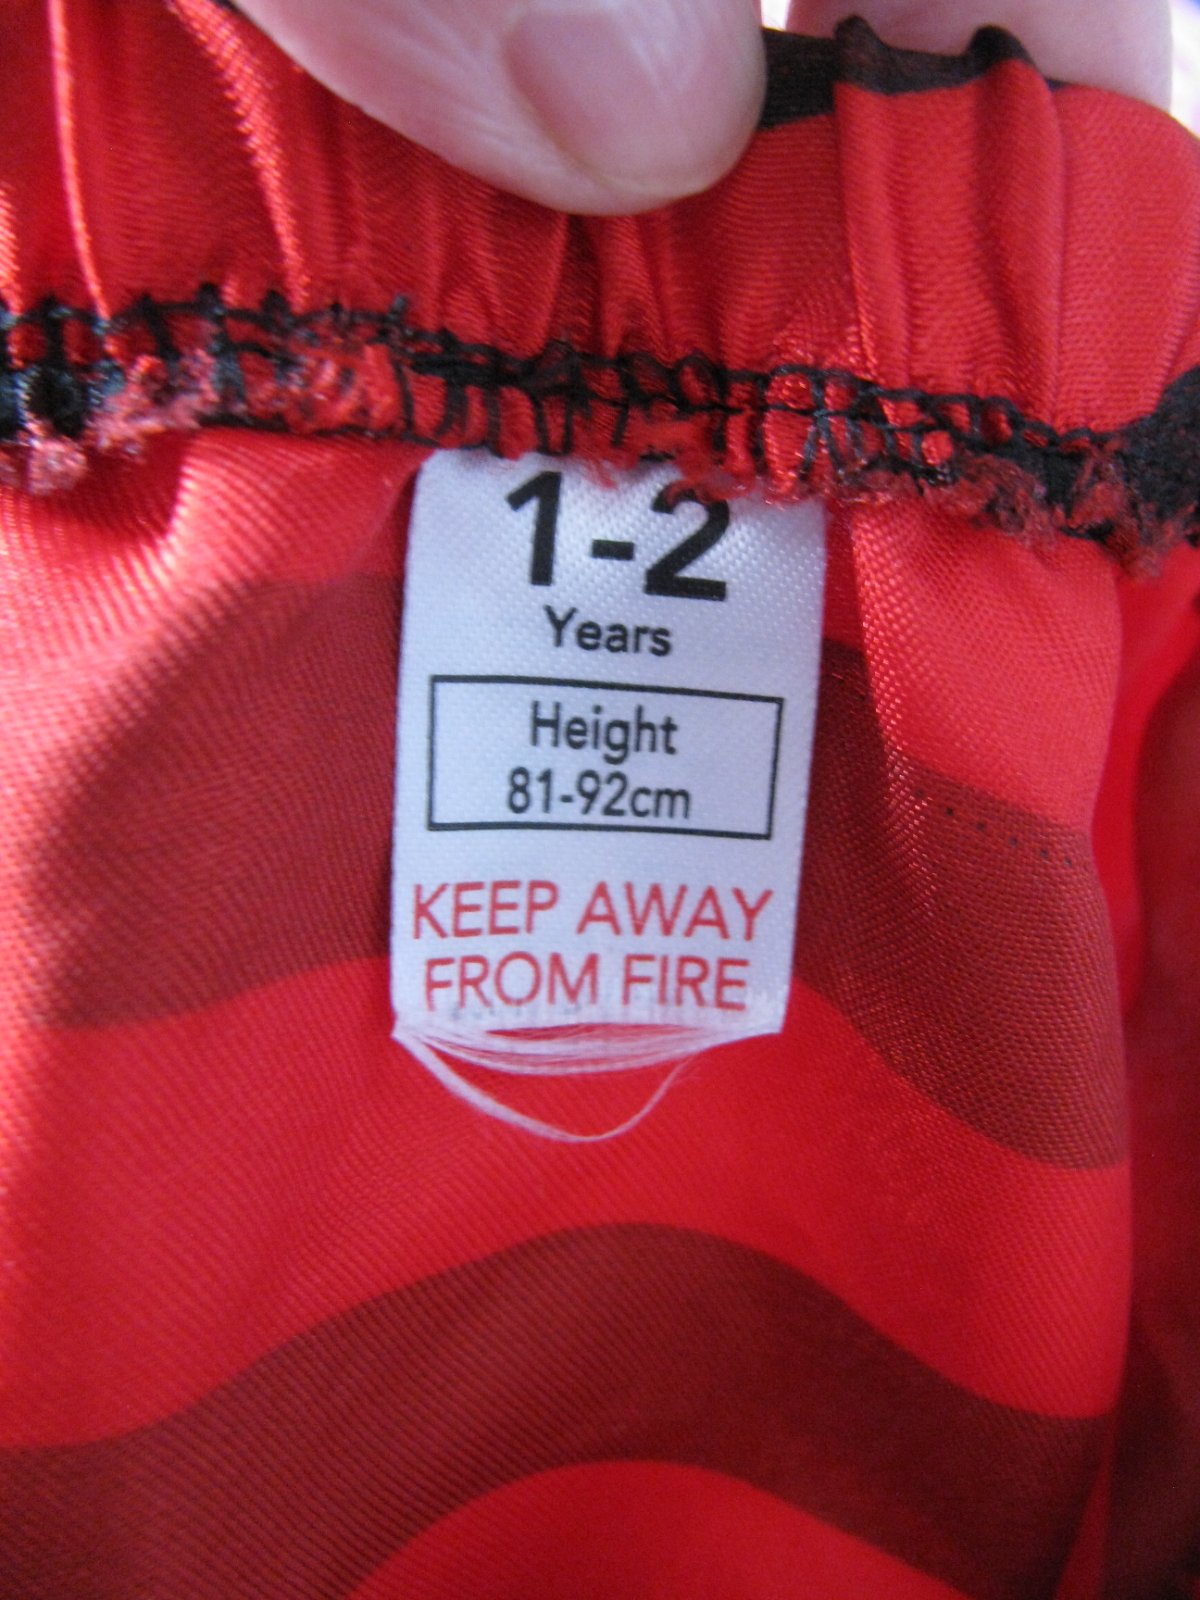 1-2
Years
Height
81-92cm
KEEP AWAY
FROM FIRE